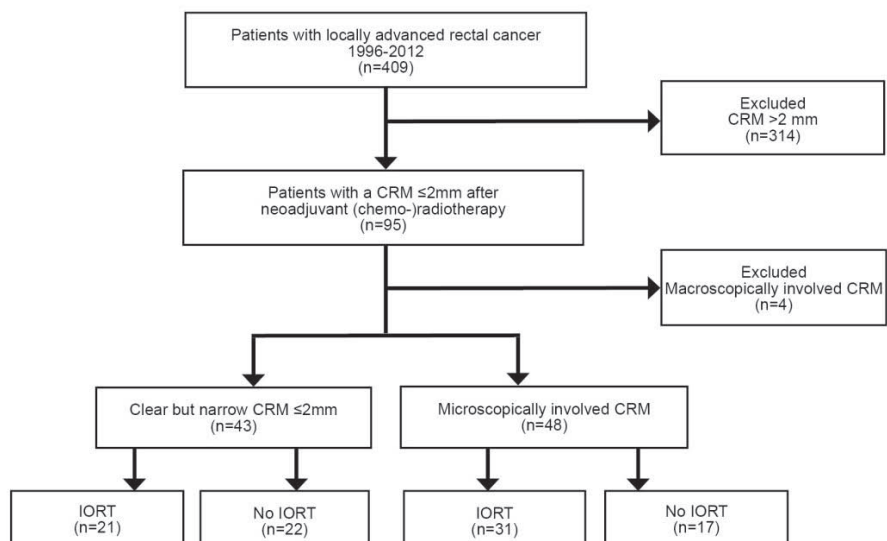 Patients with locally advanced rectal cancer
1996-2012
(n=409)
Excluded
CRM >2 mm
(n=314)
Patients with a CRM ≤2mm after
neoadjuvant (chemo-)radiotherapy
(n=95)
Excluded
Macroscopically involved CRM
(n=4)
Clear but narrow CRM ≤2mm
(n=43)
Microscopically involved CRM
(n=48)
IORT
(n=21)
No IORT
(n=22)
IORT
(n=31)
No IORT
(n=17)